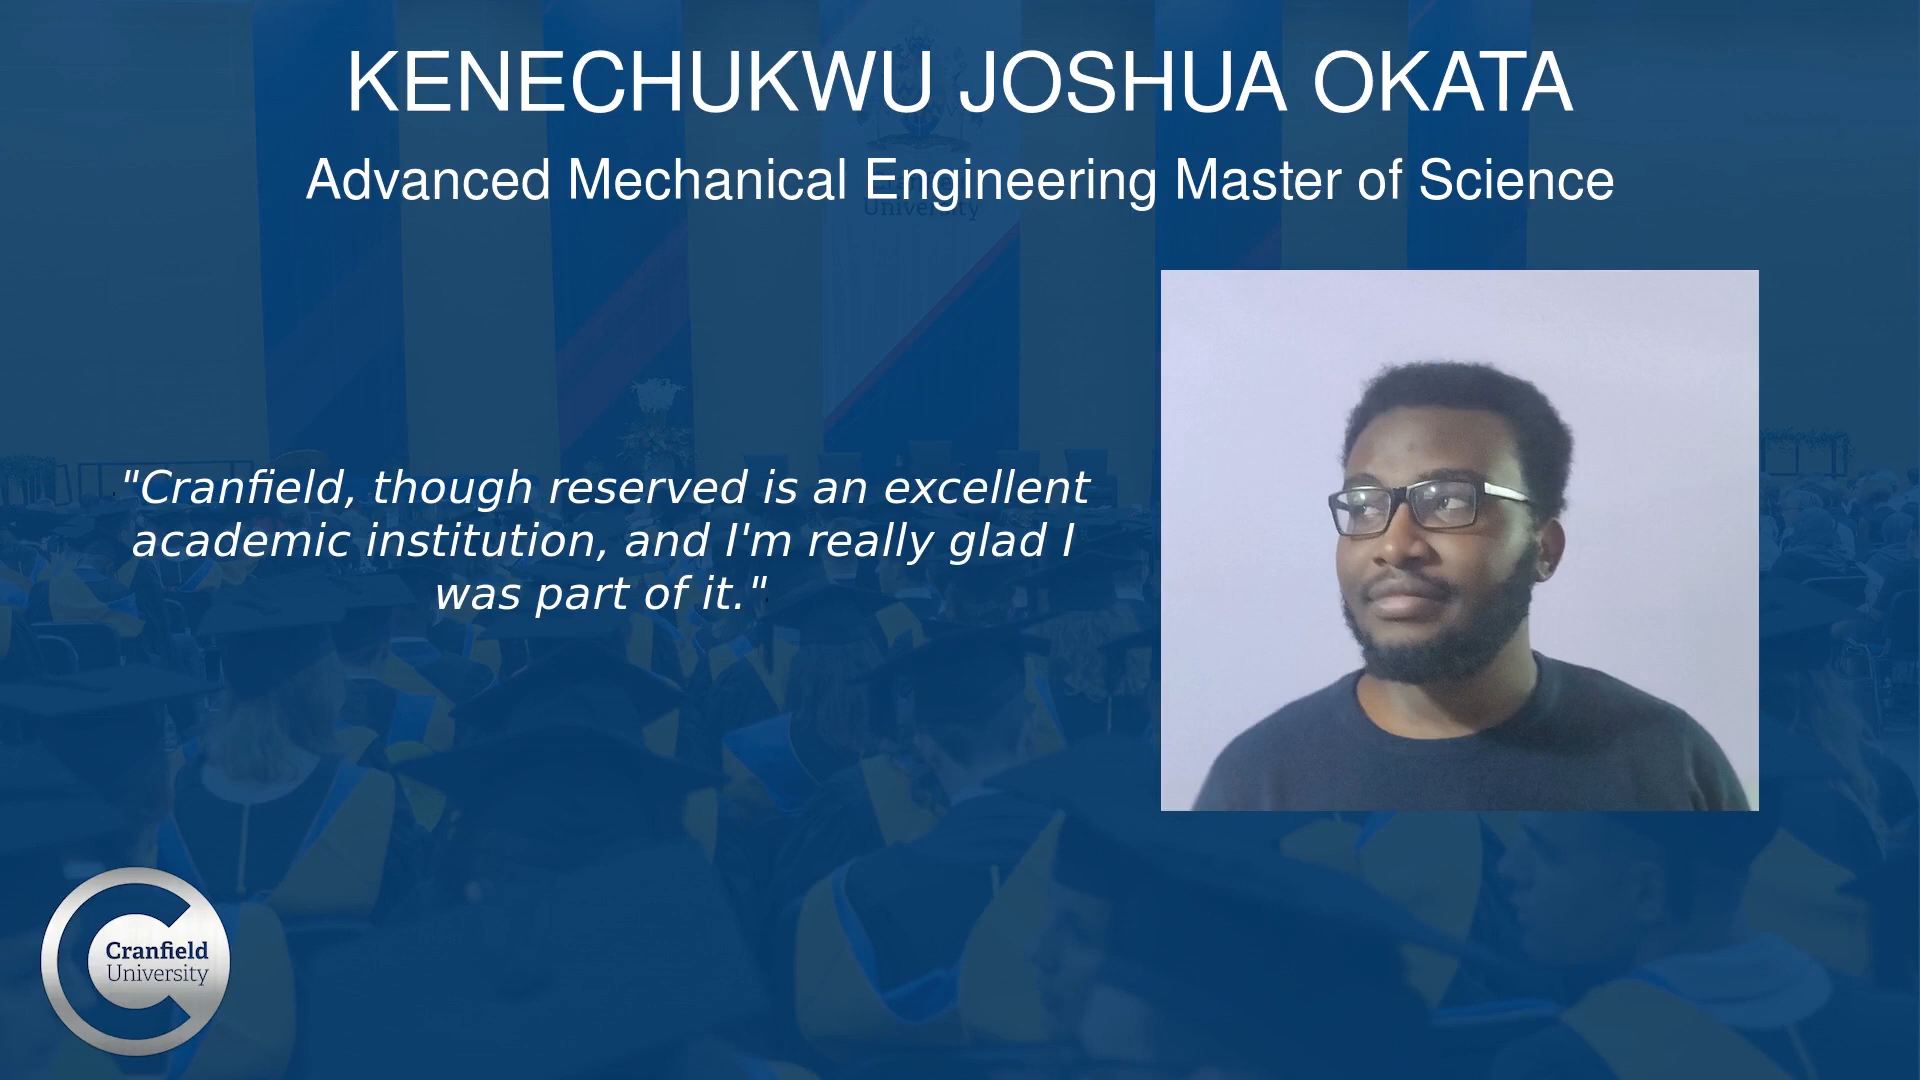 KENECHUKWU JOSHUA OKATA
Advanced Mechanical Engineering Master of Science
University
"Cranfield, though reserved is an excellent
academic institution, and I'm really glad I
was part of it."
Cranfield
University